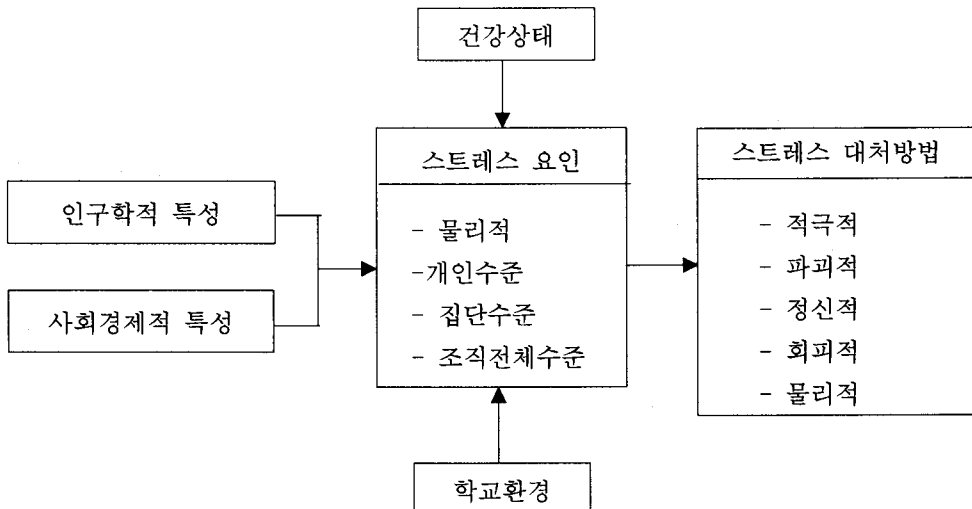 건강상태
스트레스 요인
- 물리적
-개인수준
- 집단수준
- 조직전체수준
스트레스 대처방법
- 적극적
- 파괴적
- 정신적
- 회피적
- 물리적
인구학적 특성
사회경제적 특성
학교환경